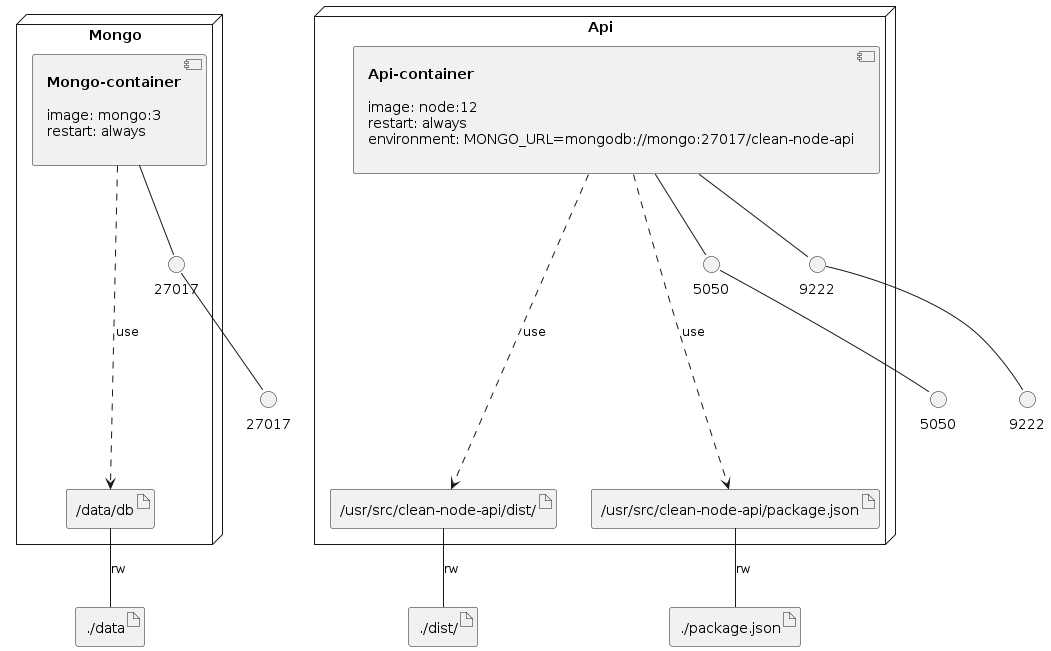 Mongo
Mongo-container
image: mongo:3
restart: always
27017
use
27017
/data/db
rw
./data
Api
Api-container
image: node:12
restart: always
environment: MONGO_URL=mongodb://mongo:27017/clean-node-api
5050
9222
use
use
5050
9222
/usr/src/clean-node-api/dist/
/usr/src/clean-node-api/package.json
rw
rw
./dist/
./package.json